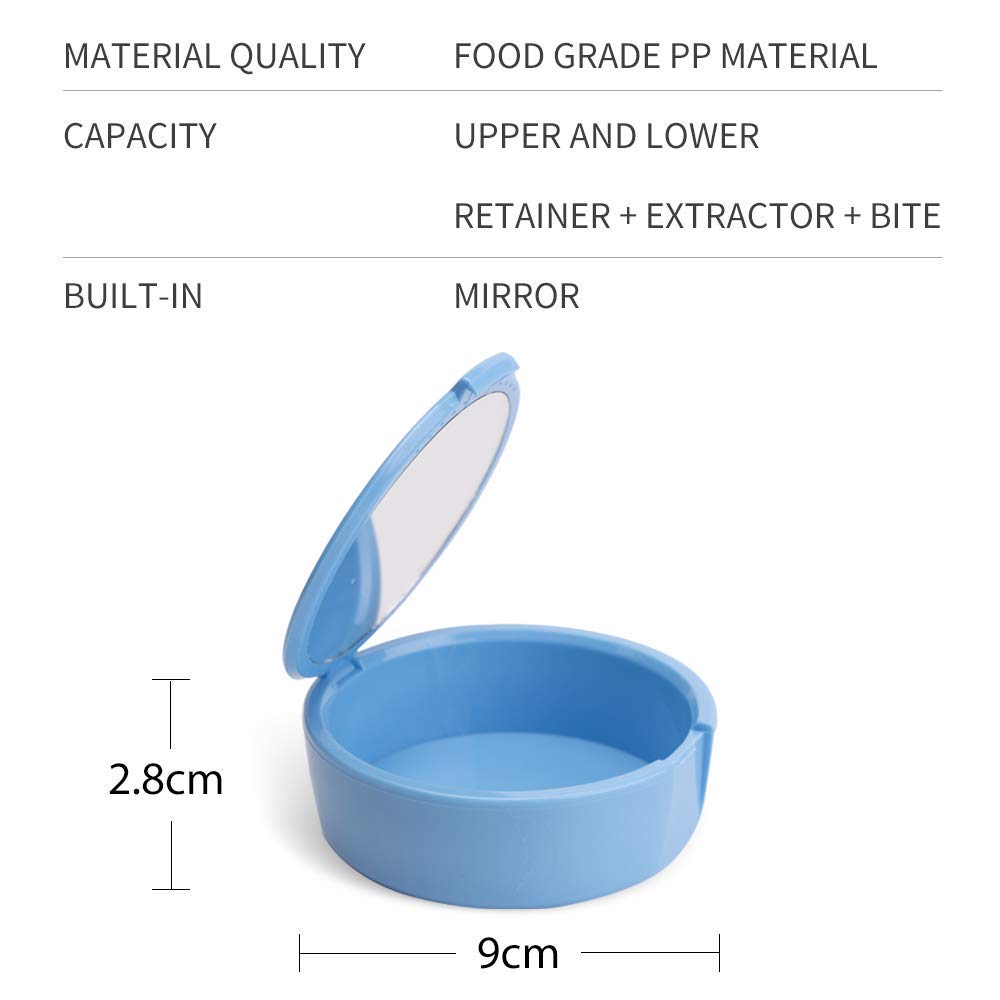 MATERIAL QUALITY FOOD GRADE PP MATERIAL
CAPACITY UPPER AND LOWER
RETAINER + EXTRACTOR + BITE
BUILT-IN MIRROR
2.8cm
9cm